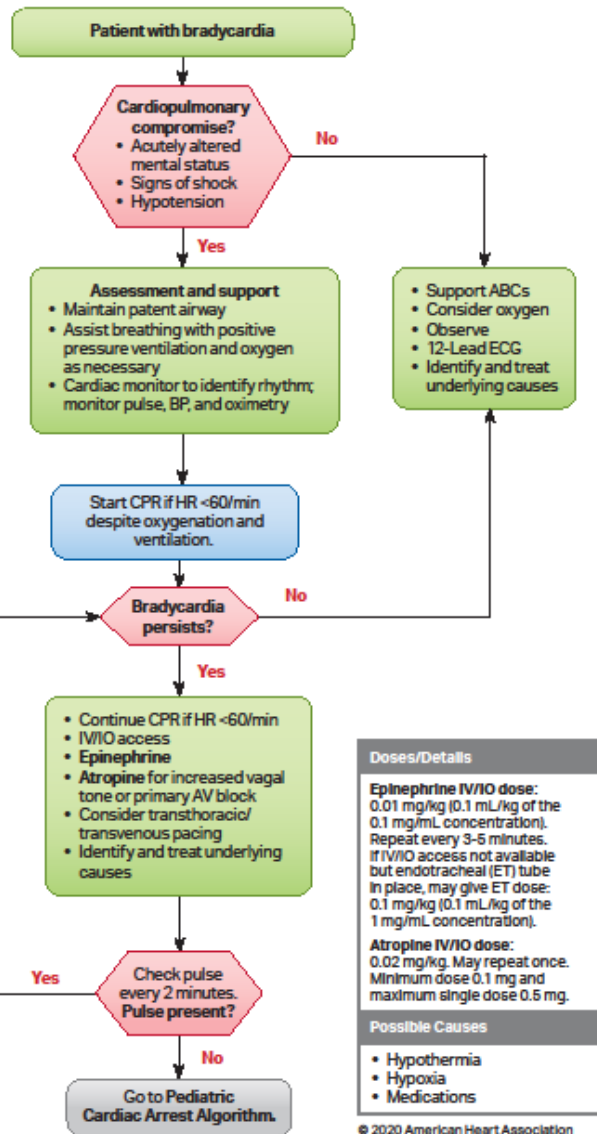 Patient with bradycardia
Cardiopulmonary
compromise?
• Acutely altered
mental status
• Signs of shock
• Hypotension
No
Yes
Assessment and support
• Maintain patent airway
• Assist breathing with positive
pressure ventilation and oxygen
as necessary
• Cardiac monitor to identify rhythm;
monitor pulse, BP, and oximetry
• Support ABCs
• Consider oxygen
• Observe
• 12-Lead ECG
• Identify and treat
underlying causes
Start CPR if HR <60/min
despite oxygenation and
ventilation.
Bradycardia
persists?
No
Yes
• Continue CPR if HR <60/min
• IV/IO access
• Epinephrine
• Atropine for increased vagal
tone or primary AV block
• Consider transthoracic/
transvenous pacing
• Identify and treat underlying
causes
Doses/Details
Epinephrine IV/IO dose:
0.01 mg/kg (0.1 mL/kg of the
0.1 mg/mL concentration).
Repeat every 3-5 minutes.
If IV/IO access not available
but endotracheal (ET) tube
in place, may give ET dose:
0.1 mg/kg (0.1 mL/kg of the
1 mg/mL concentration).
Atropine IV/IO dose:
0.02 mg/kg. May repeat once.
Minimum dose 0.1 mg and
maximum single dose 0.5 mg.
Possible Causes
• Hypothermia
• Hypoxia
• Medications
© 2020 American Heart Association
Check pulse
every 2 minutes.
Pulse present?
Yes
No
Go to Pediatric
Cardiac Arrest Algorithm.